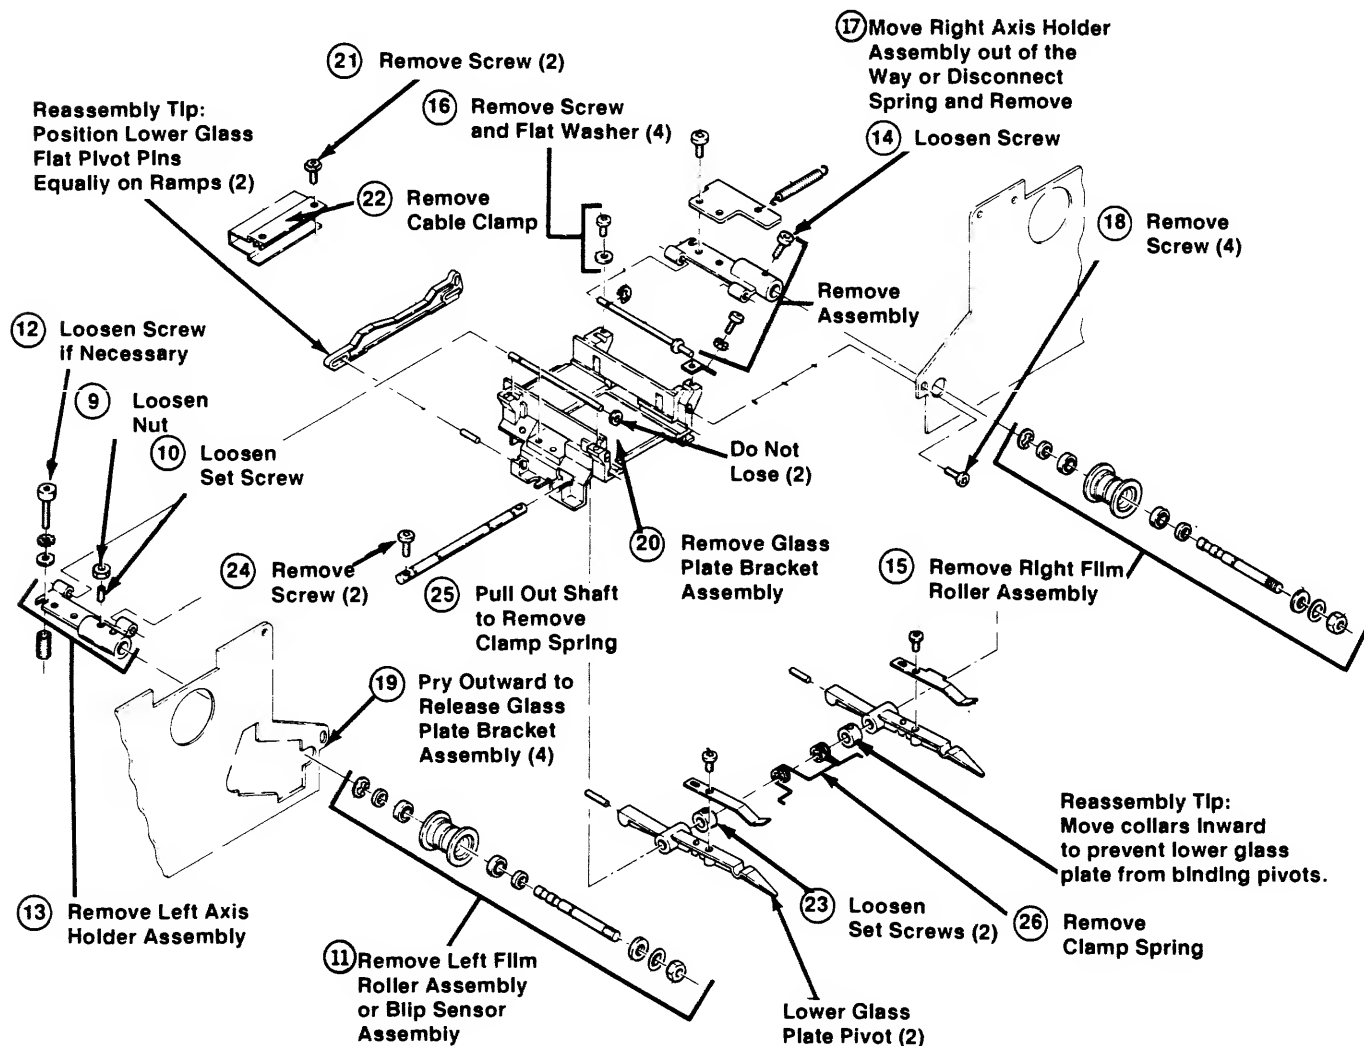 17 Move Right Axis Holder
Assembly out of the
Way or Disconnect
Spring and Remove
21 Remove Screw (2)
Reassembly Tip:
Position Lower Glass
Flat Pivot Pins
Equally on Ramps (2)
16 Remove Screw
and Flat Washer (4)
14 Loosen Screw
22 Remove
Cable Clamp
18 Remove
Screw (4)
Remove
Assembly
12 Loosen Screw
if Necessary
9 Loosen
Nut
10 Loosen
Set Screw
Do Not
Lose (2)
20 Remove Glass
Plate Bracket
Assembly
24 Remove
Screw (2)
25 Pull Out Shaft
to Remove
Clamp Spring
15 Remove Right Film
Roller Assembly
19 Pry Outward to
Release Glass
Plate Bracket
Assembly (4)
Reassembly Tip:
Move collars Inward
to prevent lower glass
plate from binding pivots.
13 Remove Left Axis
Holder Assembly
23 Loosen
Set Screws (2)
26 Remove
Clamp Spring
11 Remove Left Film
Roller Assembly
or Blip Sensor
Assembly
Lower Glass
Plate Pivot (2)